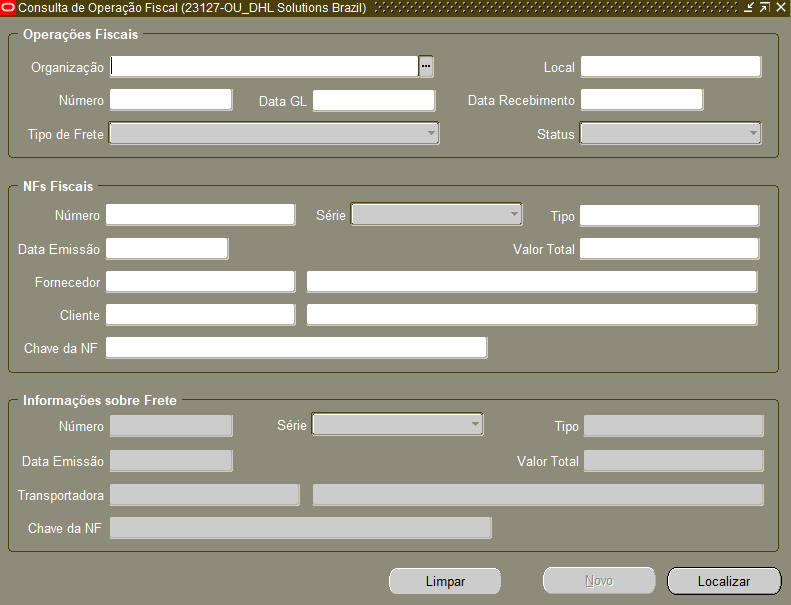 Consulta de Operação Fiscal (23127-OU_DHL Solutions Brazil)
Operações Fiscais
Organização ... Local
Número Data GL Data Recebimento
Tipo de Frete Status
NFs Fiscais
Número Série Tipo
Data Emissão Valor Total
Fornecedor
Cliente
Chave da NF
Informações sobre Frete
Número Série Tipo
Data Emissão Valor Total
Transportadora
Chave da NF
Limpar Novo Localizar